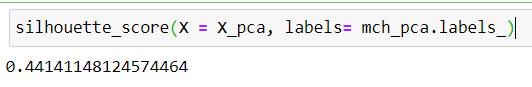 silhouette_score(X = X_pca, labels= mch_pca.labels_)
0.44141148124574464